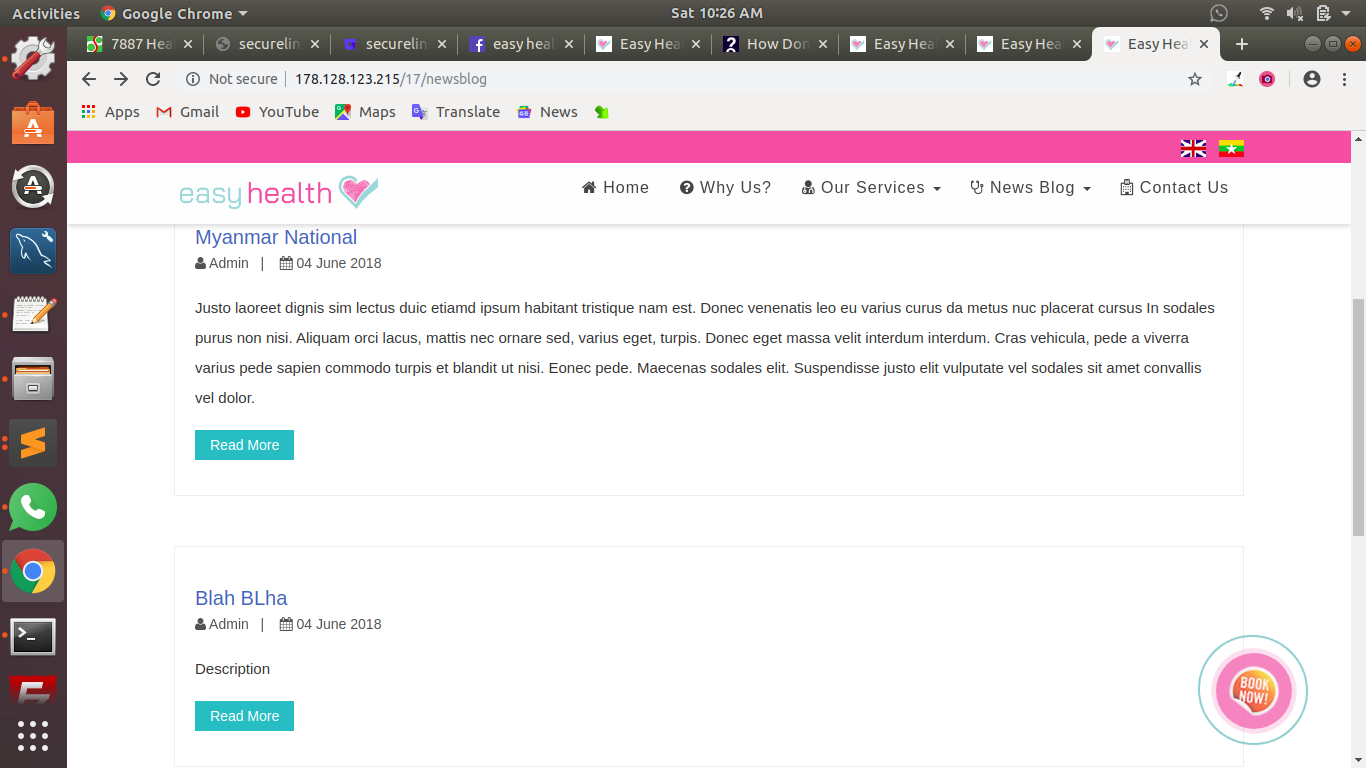 Activities Google Chrome Sat 10:26 AM
7887 Hea securelin securelin easy heal Easy Hea How Don Easy Hea Easy Hea Easy Hea
Not secure 178.128.123.215/17/newsblog
Apps Gmail YouTube Maps Translate News
easy health Home Why Us? Our Services News Blog Contact Us
Myanmar National
Admin | 04 June 2018
Justo laoreet dignis sim lectus duic etiamd ipsum habitant tristique nam est. Donec venenatis leo eu varius curus da metus nuc placerat cursus In sodales
purus non nisi. Aliquam orci lacus, mattis nec ornare sed, varius eget, turpis. Donec eget massa velit interdum interdum. Cras vehicula, pede a viverra
varius pede sapien commodo turpis et blandit ut nisi. Eonec pede. Maecenas sodales elit. Suspendisse justo elit vulputate vel sodales sit amet convallis
vel dolor.
Read More
Blah BLha
Admin | 04 June 2018
Description
Read More
BOOK
NOW!